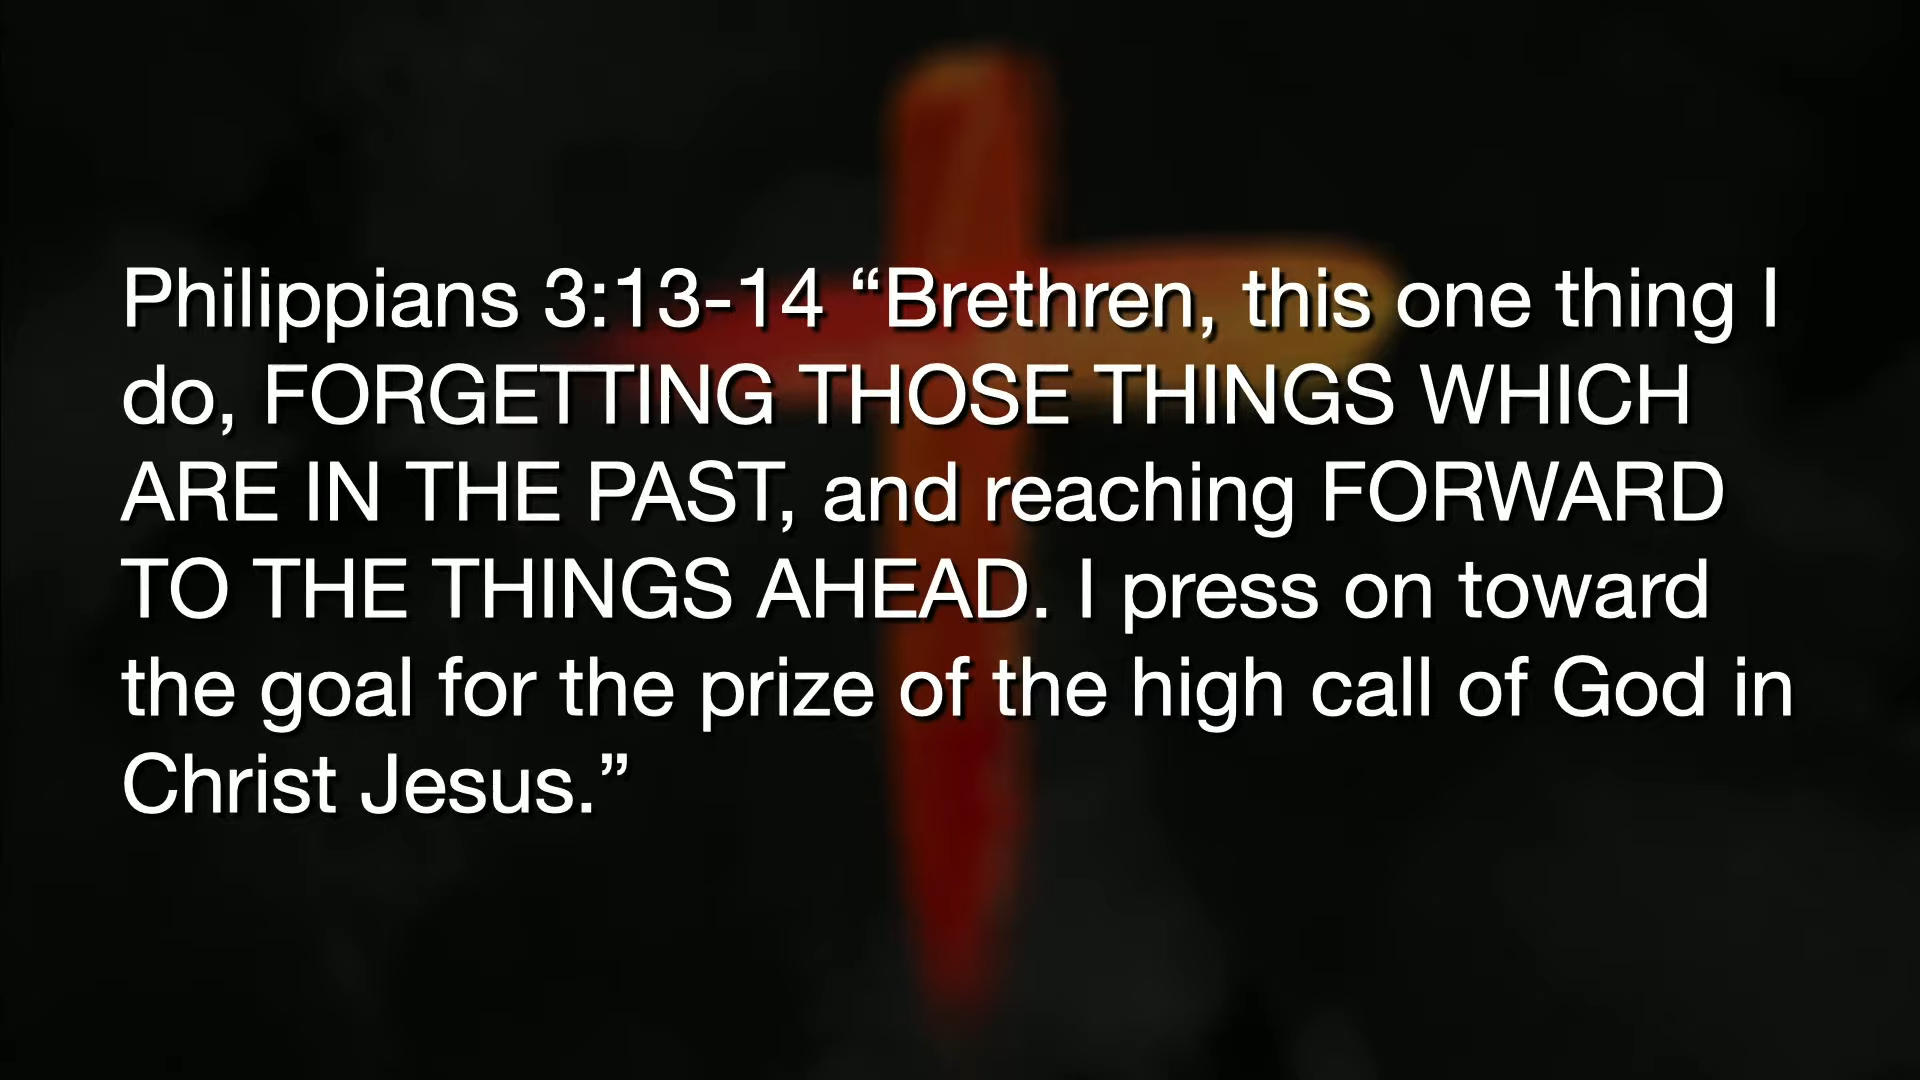 Philippians 3:13-14 “Brethren, this one thing I
do, FORGETTING THOSE THINGS WHICH
ARE IN THE PAST, and reaching FORWARD
TO THE THINGS AHEAD. I press on toward
the goal for the prize of the high call of God in
Christ Jesus.”